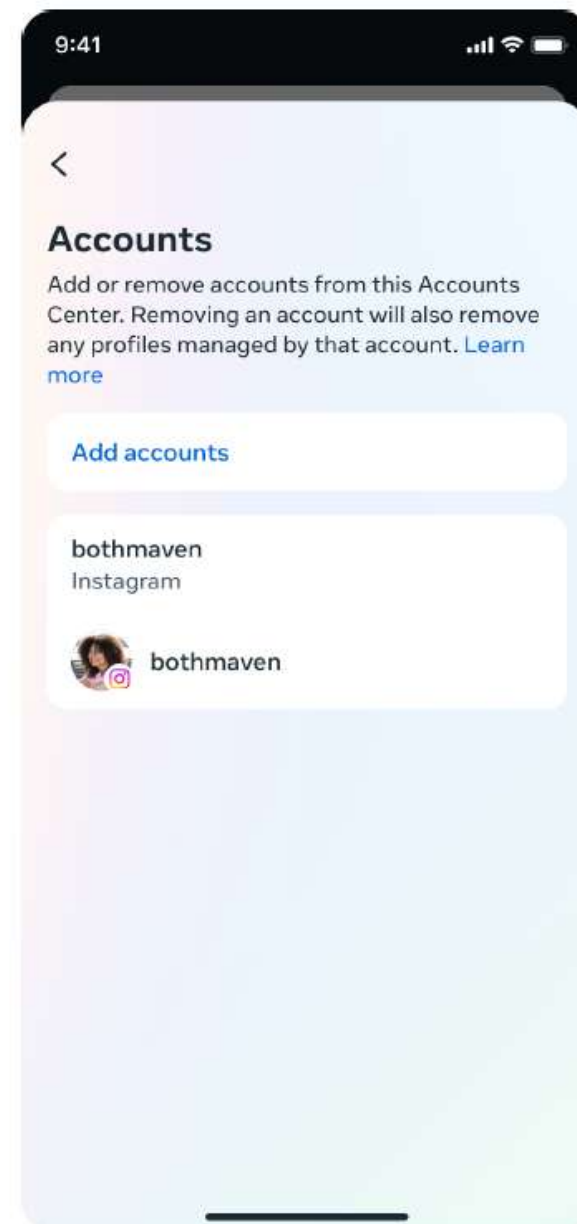 9:41
Accounts
Add or remove accounts from this Accounts
Center. Removing an account will also remove
any profiles managed by that account. Learn
more
Add accounts
bothmaven
Instagram
bothmaven